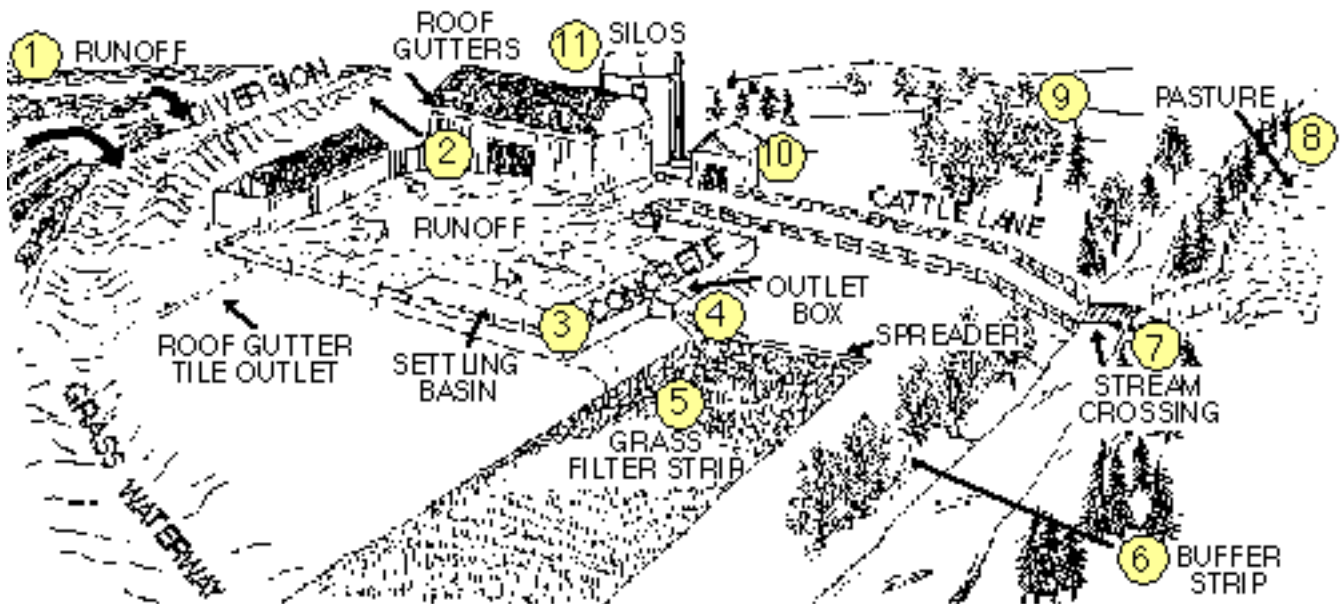 1 RUNOFF
DIVERSION
ROOF
GUTTERS
11 SILOS
2
10
9
PASTURE
8
CATTLE LANE
RUNOFF
CONCRETE
OUTLET
BOX
3
4
SPREADER
7
STREAM
CROSSING
ROOF GUTTER
TILE OUTLET
SETTLING
BASIN
5
GRASS
FILTER STRIP
GRASS WATERWAY
6 BUFFER
STRIP